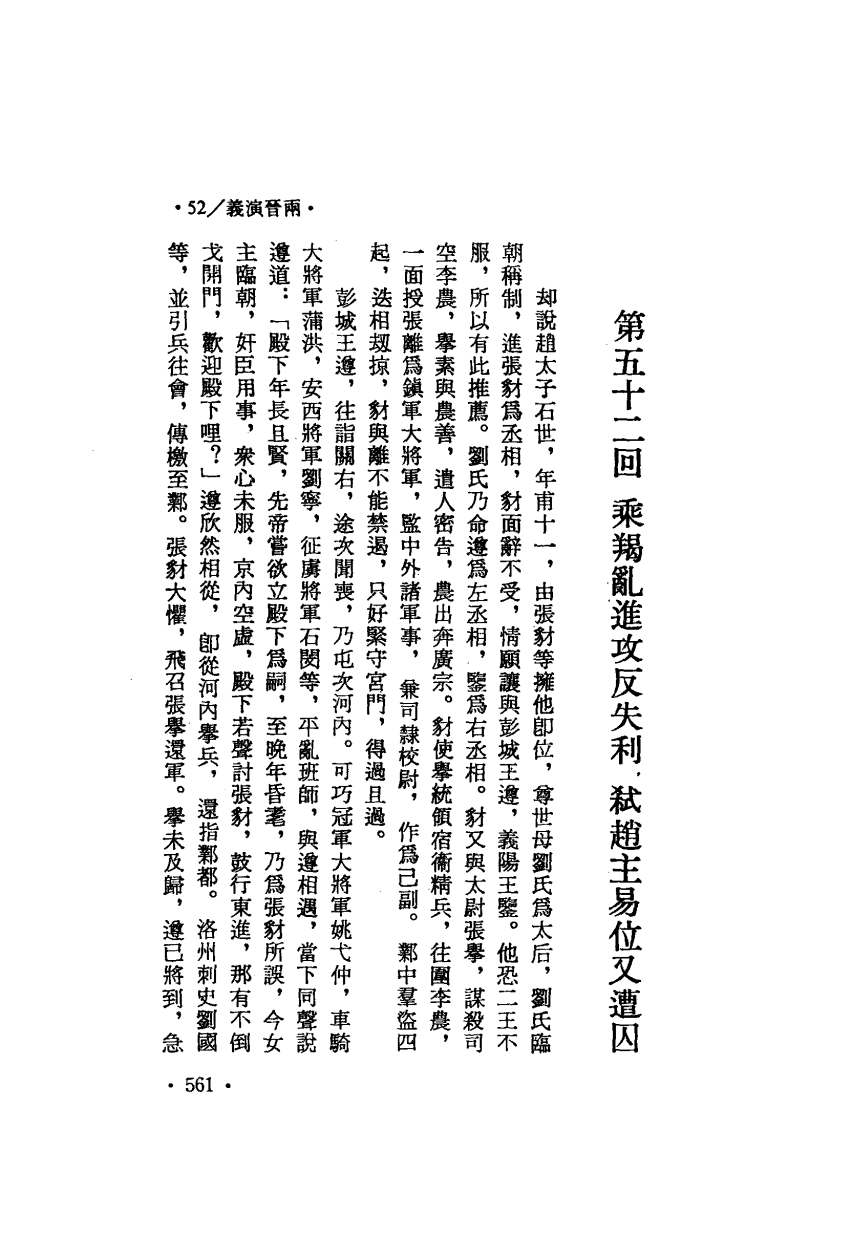 ·52／義演晉兩·
第五十二回 乘羯亂進攻反失利 弒趙主易位又遭囚
却說趙太子石世，年甫十一，由張豺等擁他卽位，尊世母劉氏爲太后，劉氏臨
朝稱制，進張豺爲丞相，豺面辭不受，情願讓與彭城王遵，義陽王鑒。他恐二王不
服，所以有此推薦。劉氏乃命遵爲左丞相，鑒爲右丞相。豺又與太尉張舉，謀殺司
空李農，舉素與農善，遣人密告，農出奔廣宗。豺使舉統領宿衞精兵，往圍李農，
一面授張離爲鎭軍大將軍，監中外諸軍事，兼司隸校尉，作爲己副。鄴中羣盜四
起，迭相刼掠，豺與離不能禁遏，只好緊守宮門，得過且過。
彭城王遵，往詣關右，途次聞喪，乃屯次河內。可巧冠軍大將軍姚弋仲，車騎
大將軍蒲洪，安西將軍劉寧，征虜將軍石閔等，平亂班師，與遵相遇，當下同聲說
遵道：「殿下年長且賢，先帝嘗欲立殿下爲嗣，至晚年昏耄，乃爲張豺所誤，今女
主臨朝，奸臣用事，衆心未服，京內空虛，殿下若聲討張豺，鼓行東進，那有不倒
戈開門，歡迎殿下哩？」遵欣然相從，卽從河內舉兵，還指鄴都。洛州刺史劉國
等，並引兵往會，傳檄至鄴。張豺大懼，飛召張舉還軍。舉未及歸，遵已將到，急
·561·